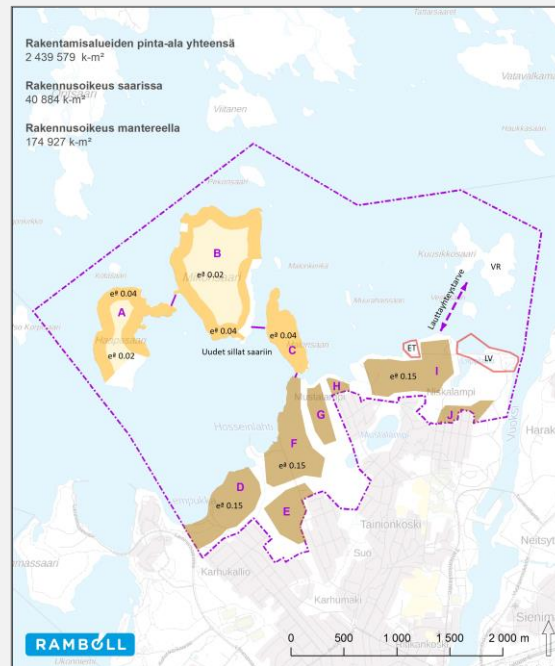 Rakentamisalueiden pinta-ala yhteensä
2 439 579 k-m²
Rakennusoikeus saarissa
40 884 k-m²
Rakennusoikeus mantereella
174 927 k-m²
Viitanen
VR
B
eª 0.02
eª 0.04
A
eª 0.02
Lauttayhteystarve
eª 0.04
eª 0.04
Uudet sillat saariin
C
ET
LV
I
eª 0.15
Niskalampi
H
Mustalampi
J
G
F
eª 0.15
D
eª 0.15
E
Tainionkoski
Suo
Karhukallio
Karhumäki
RAMBOLL
0 500 1 000 1 500 2 000 m